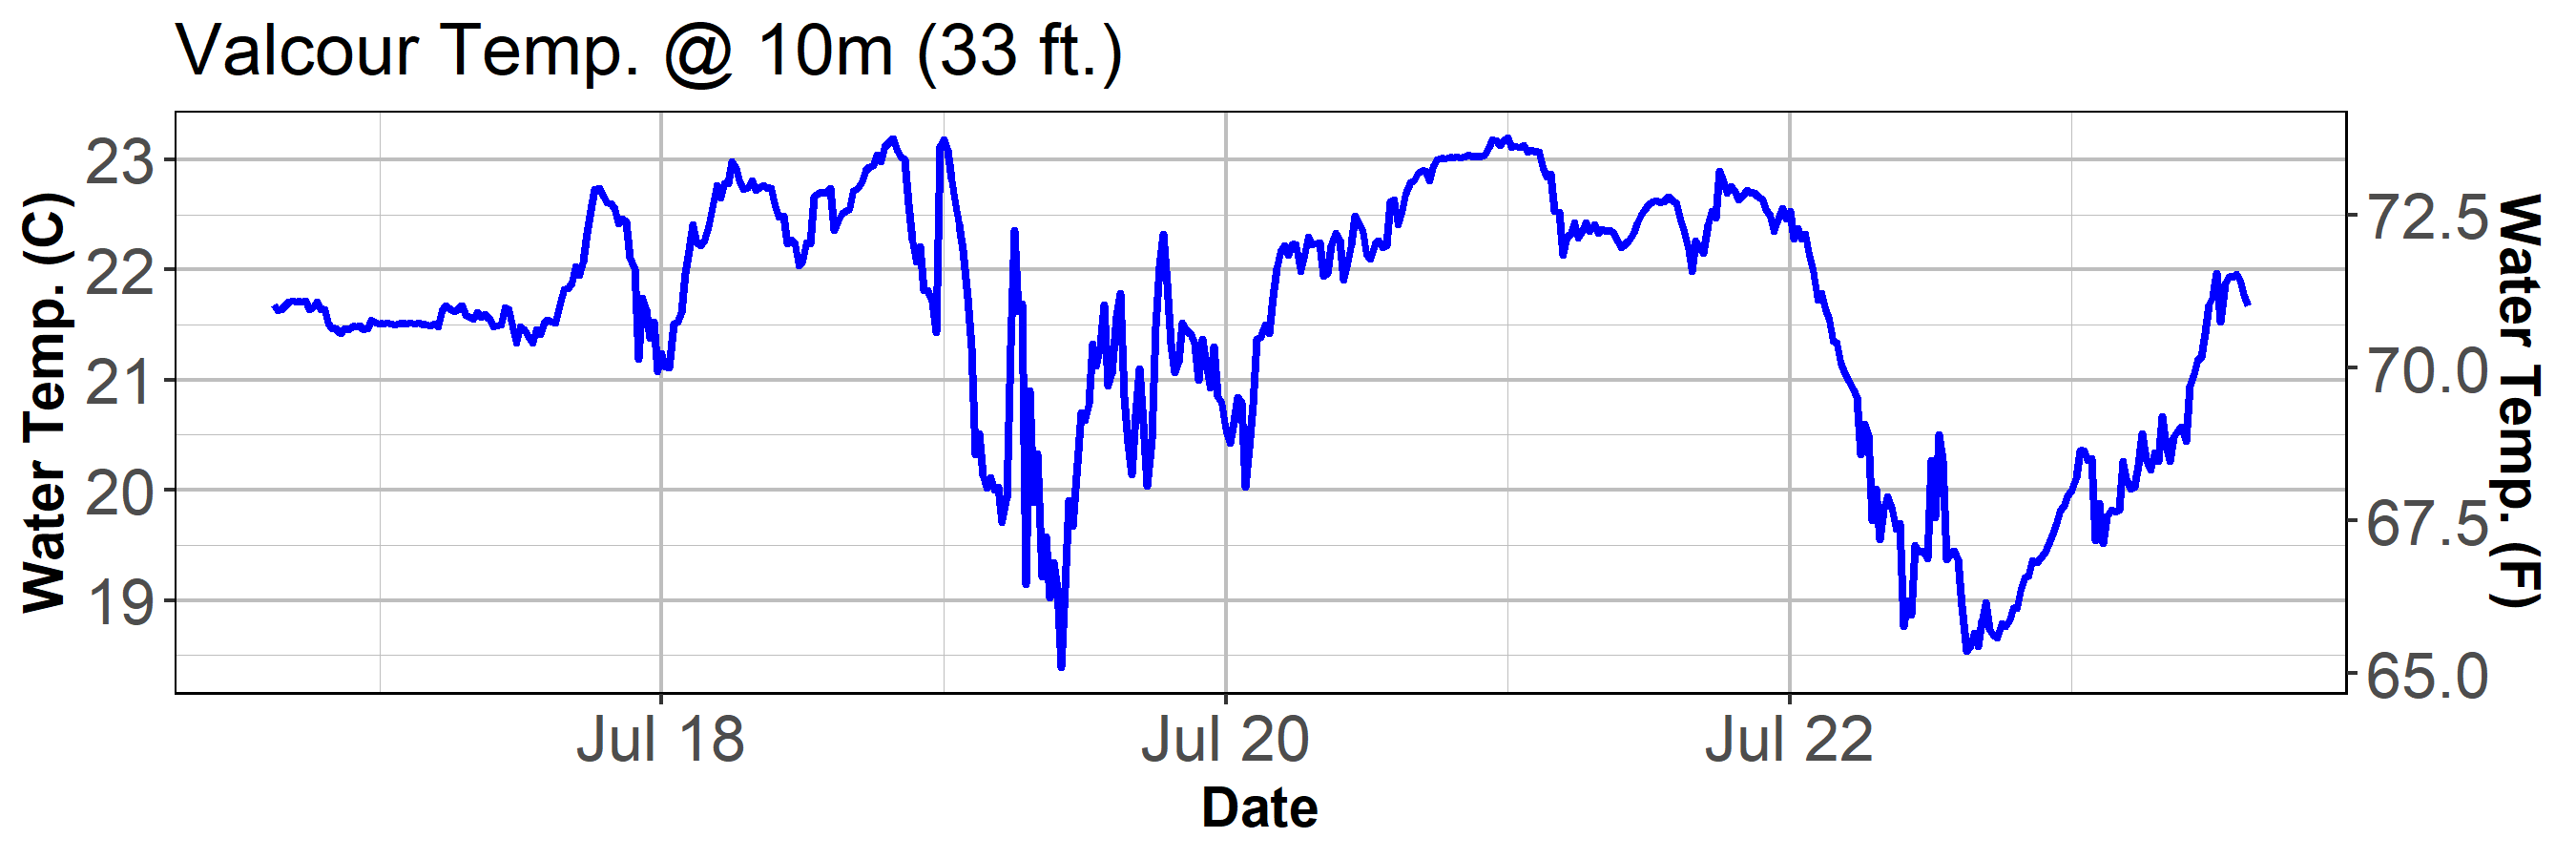 Valcour Temp. @ 10m (33 ft.)
Water Temp. (C)
23
22
21
20
19
72.5
70.0
67.5
65.0
Water Temp. (F)
Jul 18
Jul 20
Jul 22
Date